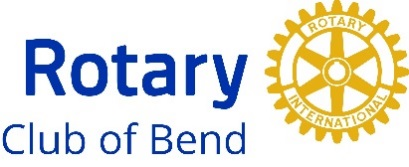 Rotary
Club of Bend
ROTARY
INTERNATIONAL